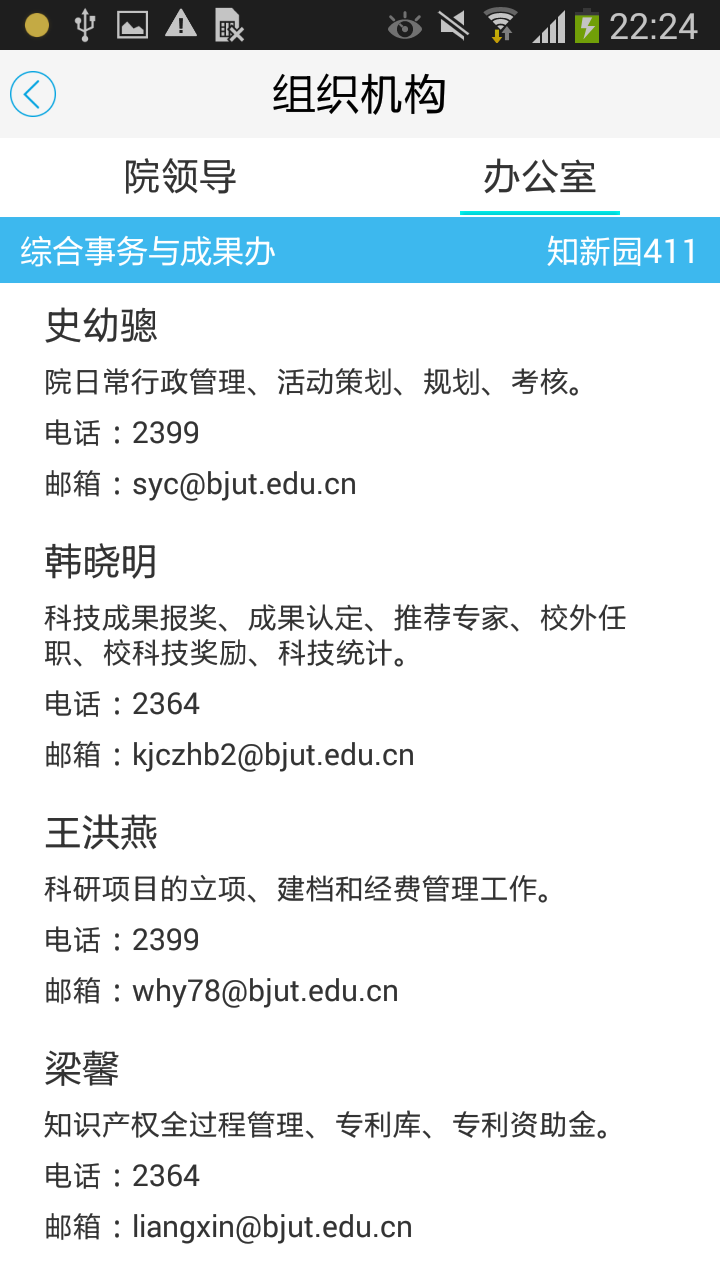 22:24
组织机构
院领导 办公室
综合事务与成果办 知新园411
史幼骢
院日常行政管理、活动策划、规划、考核。
电话：2399
邮箱：syc@bjut.edu.cn
韩晓明
科技成果报奖、成果认定、推荐专家、校外任
职、校科技奖励、科技统计。
电话：2364
邮箱：kjczhb2@bjut.edu.cn
王洪燕
科研项目的立项、建档和经费管理工作。
电话：2399
邮箱：why78@bjut.edu.cn
梁馨
知识产权全过程管理、专利库、专利资助金。
电话：2364
邮箱：liangxin@bjut.edu.cn